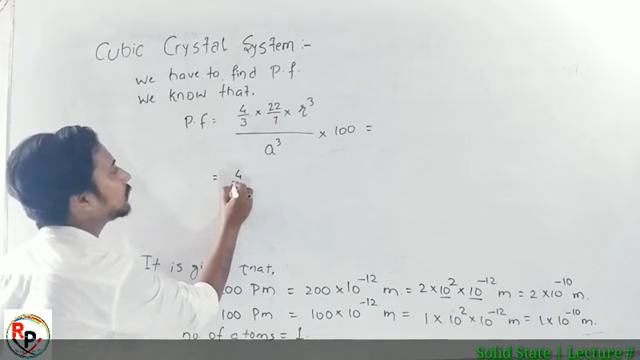 Cubic Crystal System:-
we have to find P.f.
we know that.
P.f = 4/3 × 22/7 × r³ / a³ × 100 =
= 4
It is that,
00 Pm = 200×10⁻¹² m. = 2×10²×10⁻¹² m = 2×10⁻¹⁰ m.
100 Pm = 100×10⁻¹² m = 1×10²×10⁻¹² m = 1×10⁻¹⁰ m.
no of atoms = 1.
RP
Solid State 1 Lecture #